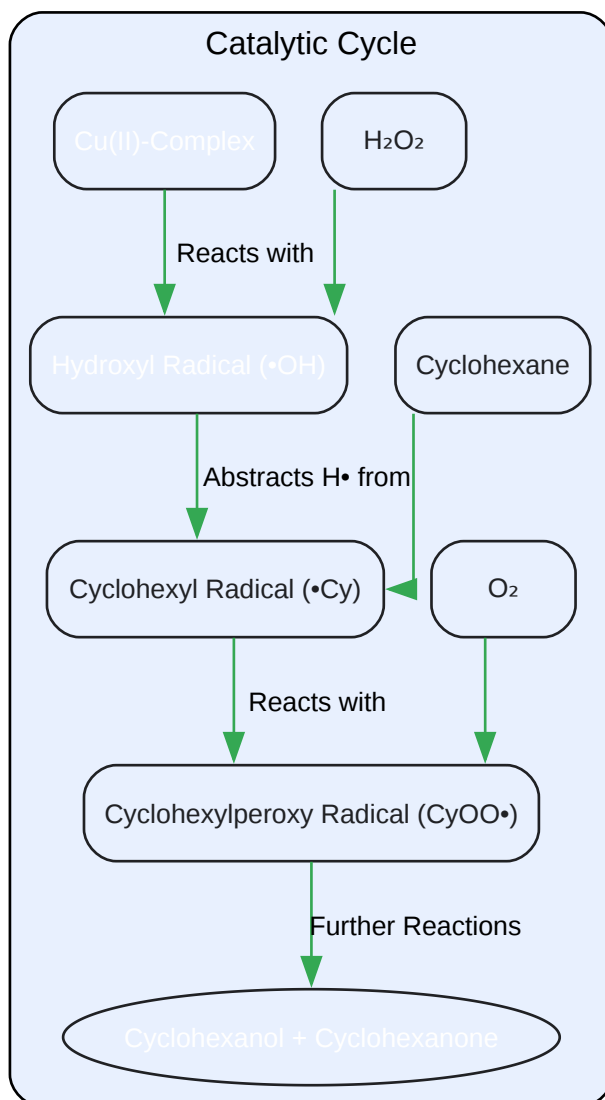 Catalytic Cycle
Cu(II)-Complex
H₂O₂
Reacts with
Hydroxyl Radical (•OH)
Cyclohexane
Abstracts H• from
Cyclohexyl Radical (•Cy)
O₂
Reacts with
Cyclohexylperoxy Radical (CyOO•)
Further Reactions
Cyclohexanol + Cyclohexanone